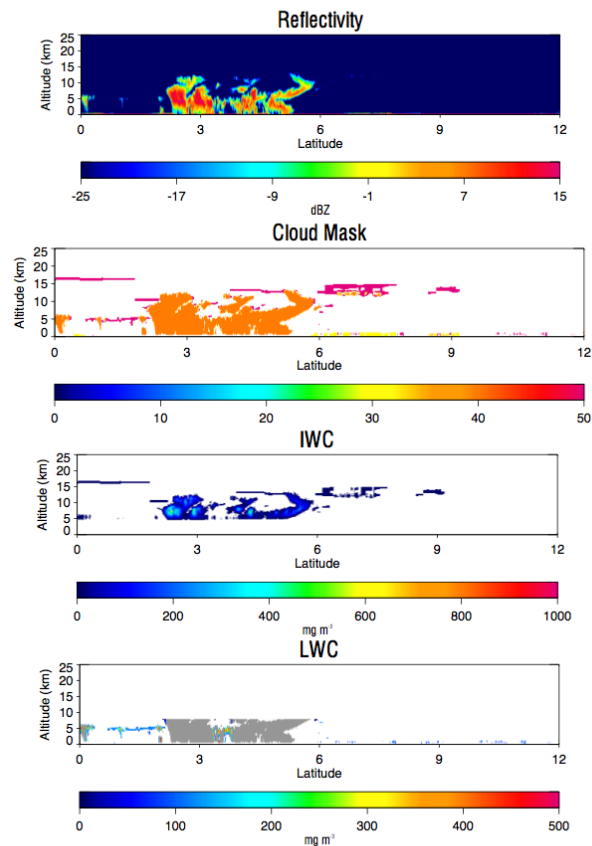 Reflectivity
Altitude (km)
25
20
15
10
5
0
0 3 6 9 12
Latitude
-25 -17 -9 -1 7 15
dBZ
Cloud Mask
Altitude (km)
25
20
15
10
5
0
0 3 6 9 12
Latitude
0 10 20 30 40 50
IWC
Altitude (km)
25
20
15
10
5
0
0 3 6 9 12
Latitude
0 200 400 600 800 1000
mg m⁻³
LWC
Altitude (km)
25
20
15
10
5
0
0 3 6 9 12
Latitude
0 100 200 300 400 500
mg m⁻³